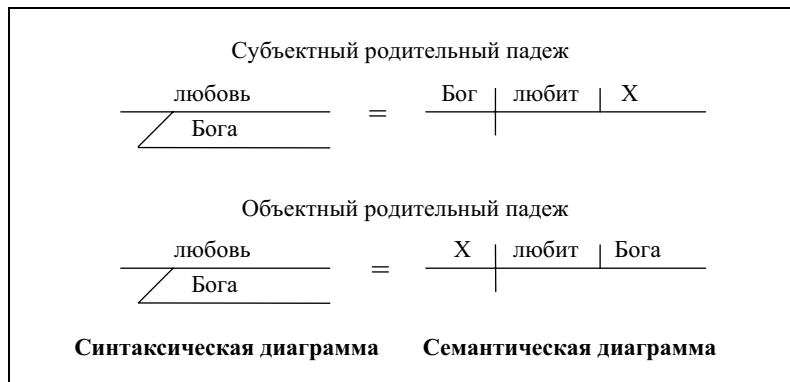 Субъектный родительный падеж
любовь = Бог любит Х
Бога
Объектный родительный падеж
любовь = Х любит Бога
Бога
Синтаксическая диаграмма Семантическая диаграмма